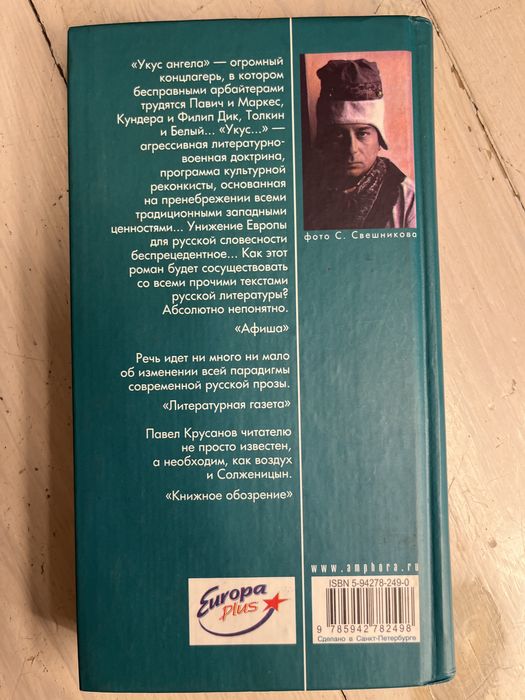 «Укус ангела» — огромный
концлагерь, в котором
бесправными арбайтерами
трудятся Павич и Маркес,
Кундера и Филип Дик, Толкин
и Белый... «Укус...» —
агрессивная литературно-
военная доктрина,
программа культурной
реконкисты, основанная
на пренебрежении всеми
традиционными западными
ценностями... Унижение Европы
для русской словесности
беспрецедентное... Как этот
роман будет сосуществовать
со всеми прочими текстами
русской литературы?
Абсолютно непонятно.
«Афиша»
Речь идет ни много ни мало
об изменении всей парадигмы
современной русской прозы.
«Литературная газета»
Павел Крусанов читателю
не просто известен,
а необходим, как воздух
и Солженицын.
«Книжное обозрение»
фото С. Свешникова
www.amphora.ru
ISBN 5-94278-249-0
9 785942 782498
Сделано в Санкт-Петербурге
Europa
plus